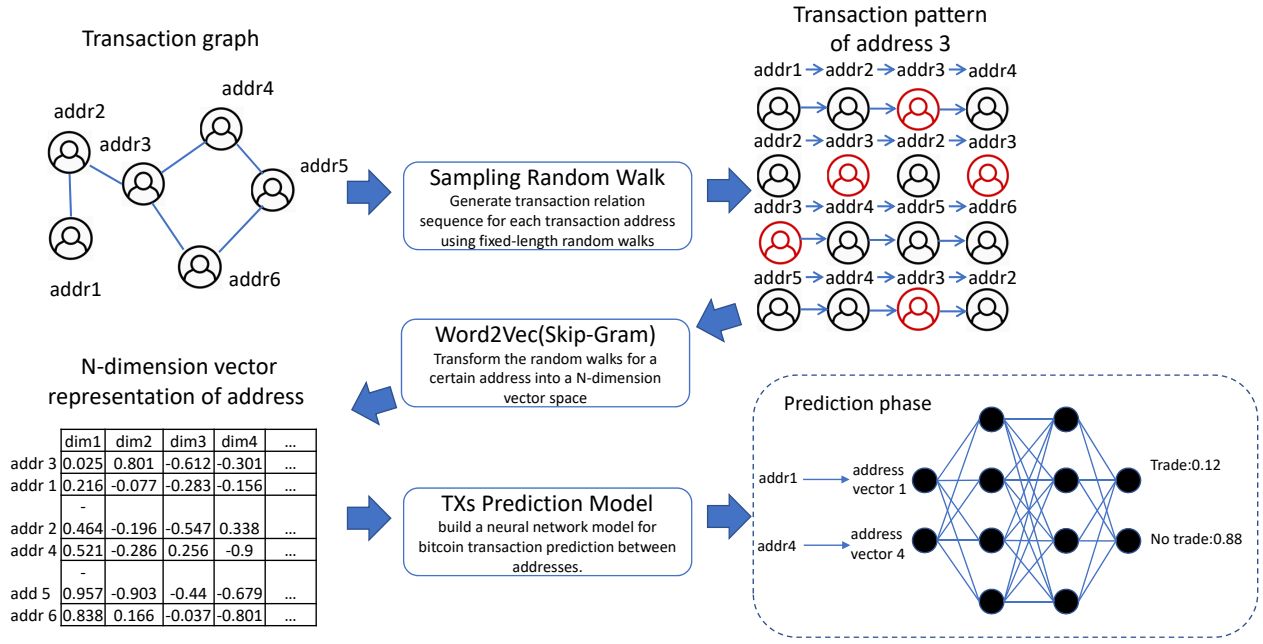 Transaction graph
addr4
addr2
addr3
addr5
addr6
addr1
Sampling Random Walk
Generate transaction relation
sequence for each transaction address
using fixed-length random walks
Transaction pattern
of address 3
addr1 addr2 addr3 addr4
addr2 addr3 addr2 addr3
addr3 addr4 addr5 addr6
addr5 addr4 addr3 addr2
Word2Vec(Skip-Gram)
Transform the random walks for a
certain address into a N-dimension
vector space
N-dimension vector
representation of address
dim1 dim2 dim3 dim4 ...
addr 3 0.025 0.801 -0.612 -0.301 ...
addr 1 0.216 -0.077 -0.283 -0.156 ...
-
addr 2 0.464 -0.196 -0.547 0.338 ...
addr 4 0.521 -0.286 0.256 -0.9 ...
-
add 5 0.957 -0.903 -0.44 -0.679 ...
addr 6 0.838 0.166 -0.037 -0.801 ...
TXs Prediction Model
build a neural network model for
bitcoin transaction prediction between
addresses.
Prediction phase
addr1
address
vector 1
addr4
address
vector 4
Trade:0.12
No trade:0.88